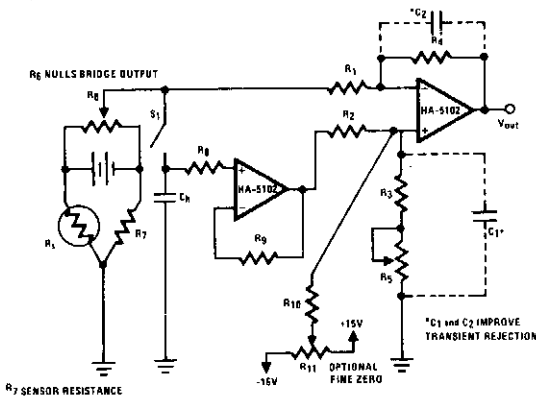 *C2
R4
R6 NULLS BRIDGE OUTPUT
R1
-
HA-5102
+
Vout
R6
S1
R2
R8
+
HA-5102
-
Ch
R3
C1*
Rs
R7
R9
R5
R10
*C1 and C2 IMPROVE
TRANSIENT REJECTION
+15V
-15V
R11
OPTIONAL
FINE ZERO
R7 SENSOR RESISTANCE